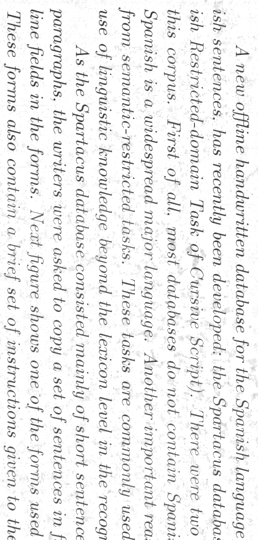 A new offline handwritten database for the Spanish language
ish sentences, has recently been developed: the Spartacus databas
ish Restricted-domain Task of Cursive Script). There were two
this corpus. First of all, most databases do not contain Spani
Spanish is a widespread major language. Another important reas
from semantic-restricted tasks. These tasks are commonly used
use of linguistic knowledge beyond the lexicon level in the recogn
As the Spartacus database consisted mainly of short sentence
paragraphs, the writers were asked to copy a set of sentences in f
line fields in the forms. Next figure shows one of the forms used
These forms also contain a brief set of instructions given to the